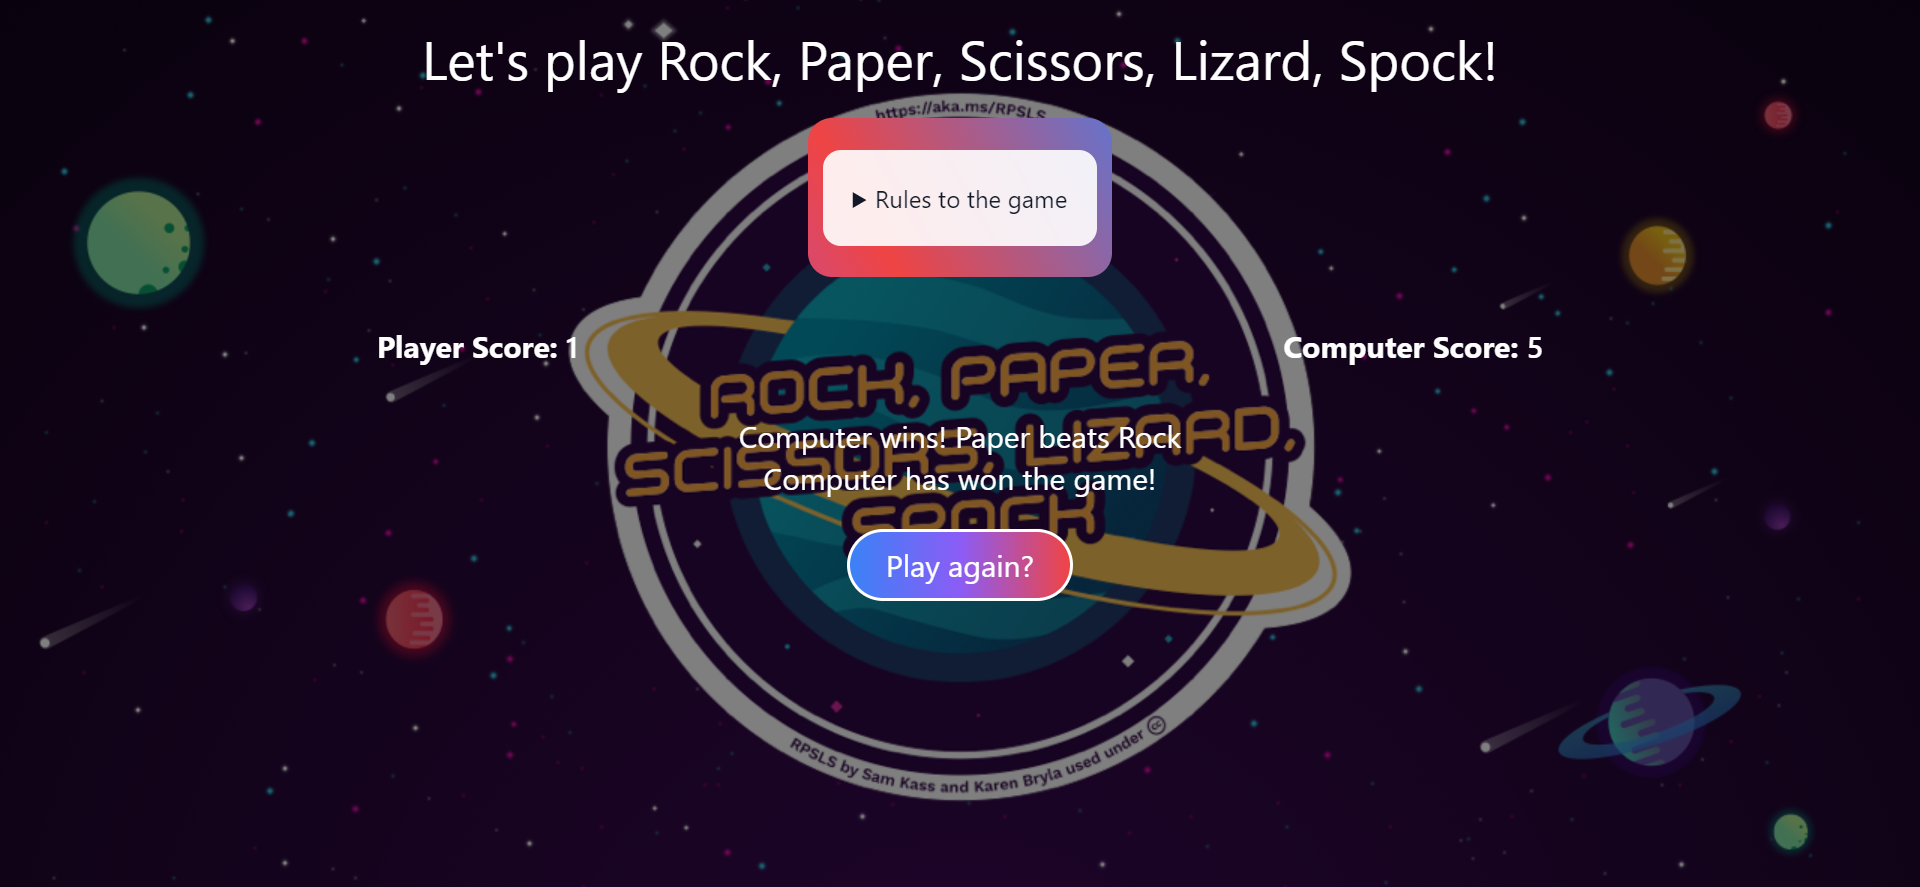 Let's play Rock, Paper, Scissors, Lizard, Spock!
https://aka.ms/RPSLS
▶ Rules to the game
Player Score: 1
Computer Score: 5
ROCK, PAPER,
SCISSORS, LIZARD,
SPOCK
Computer wins! Paper beats Rock
Computer has won the game!
Play again?
RPSLS by Sam Kass and Karen Bryla used under cc